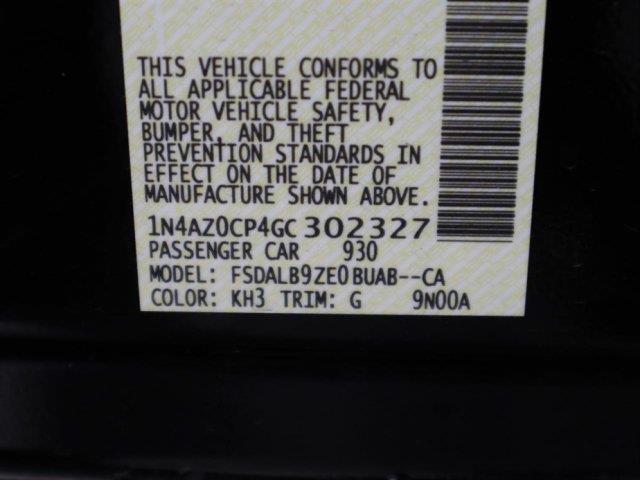 THIS VEHICLE CONFORMS TO
ALL APPLICABLE FEDERAL
MOTOR VEHICLE SAFETY,
BUMPER, AND THEFT
PREVENTION STANDARDS IN
EFFECT ON THE DATE OF
MANUFACTURE SHOWN ABOVE.
1N4AZ0CP4GC302327
PASSENGER CAR 930
MODEL: FSDALB9ZE0BUAB--CA
COLOR: KH3 TRIM: G 9N00A